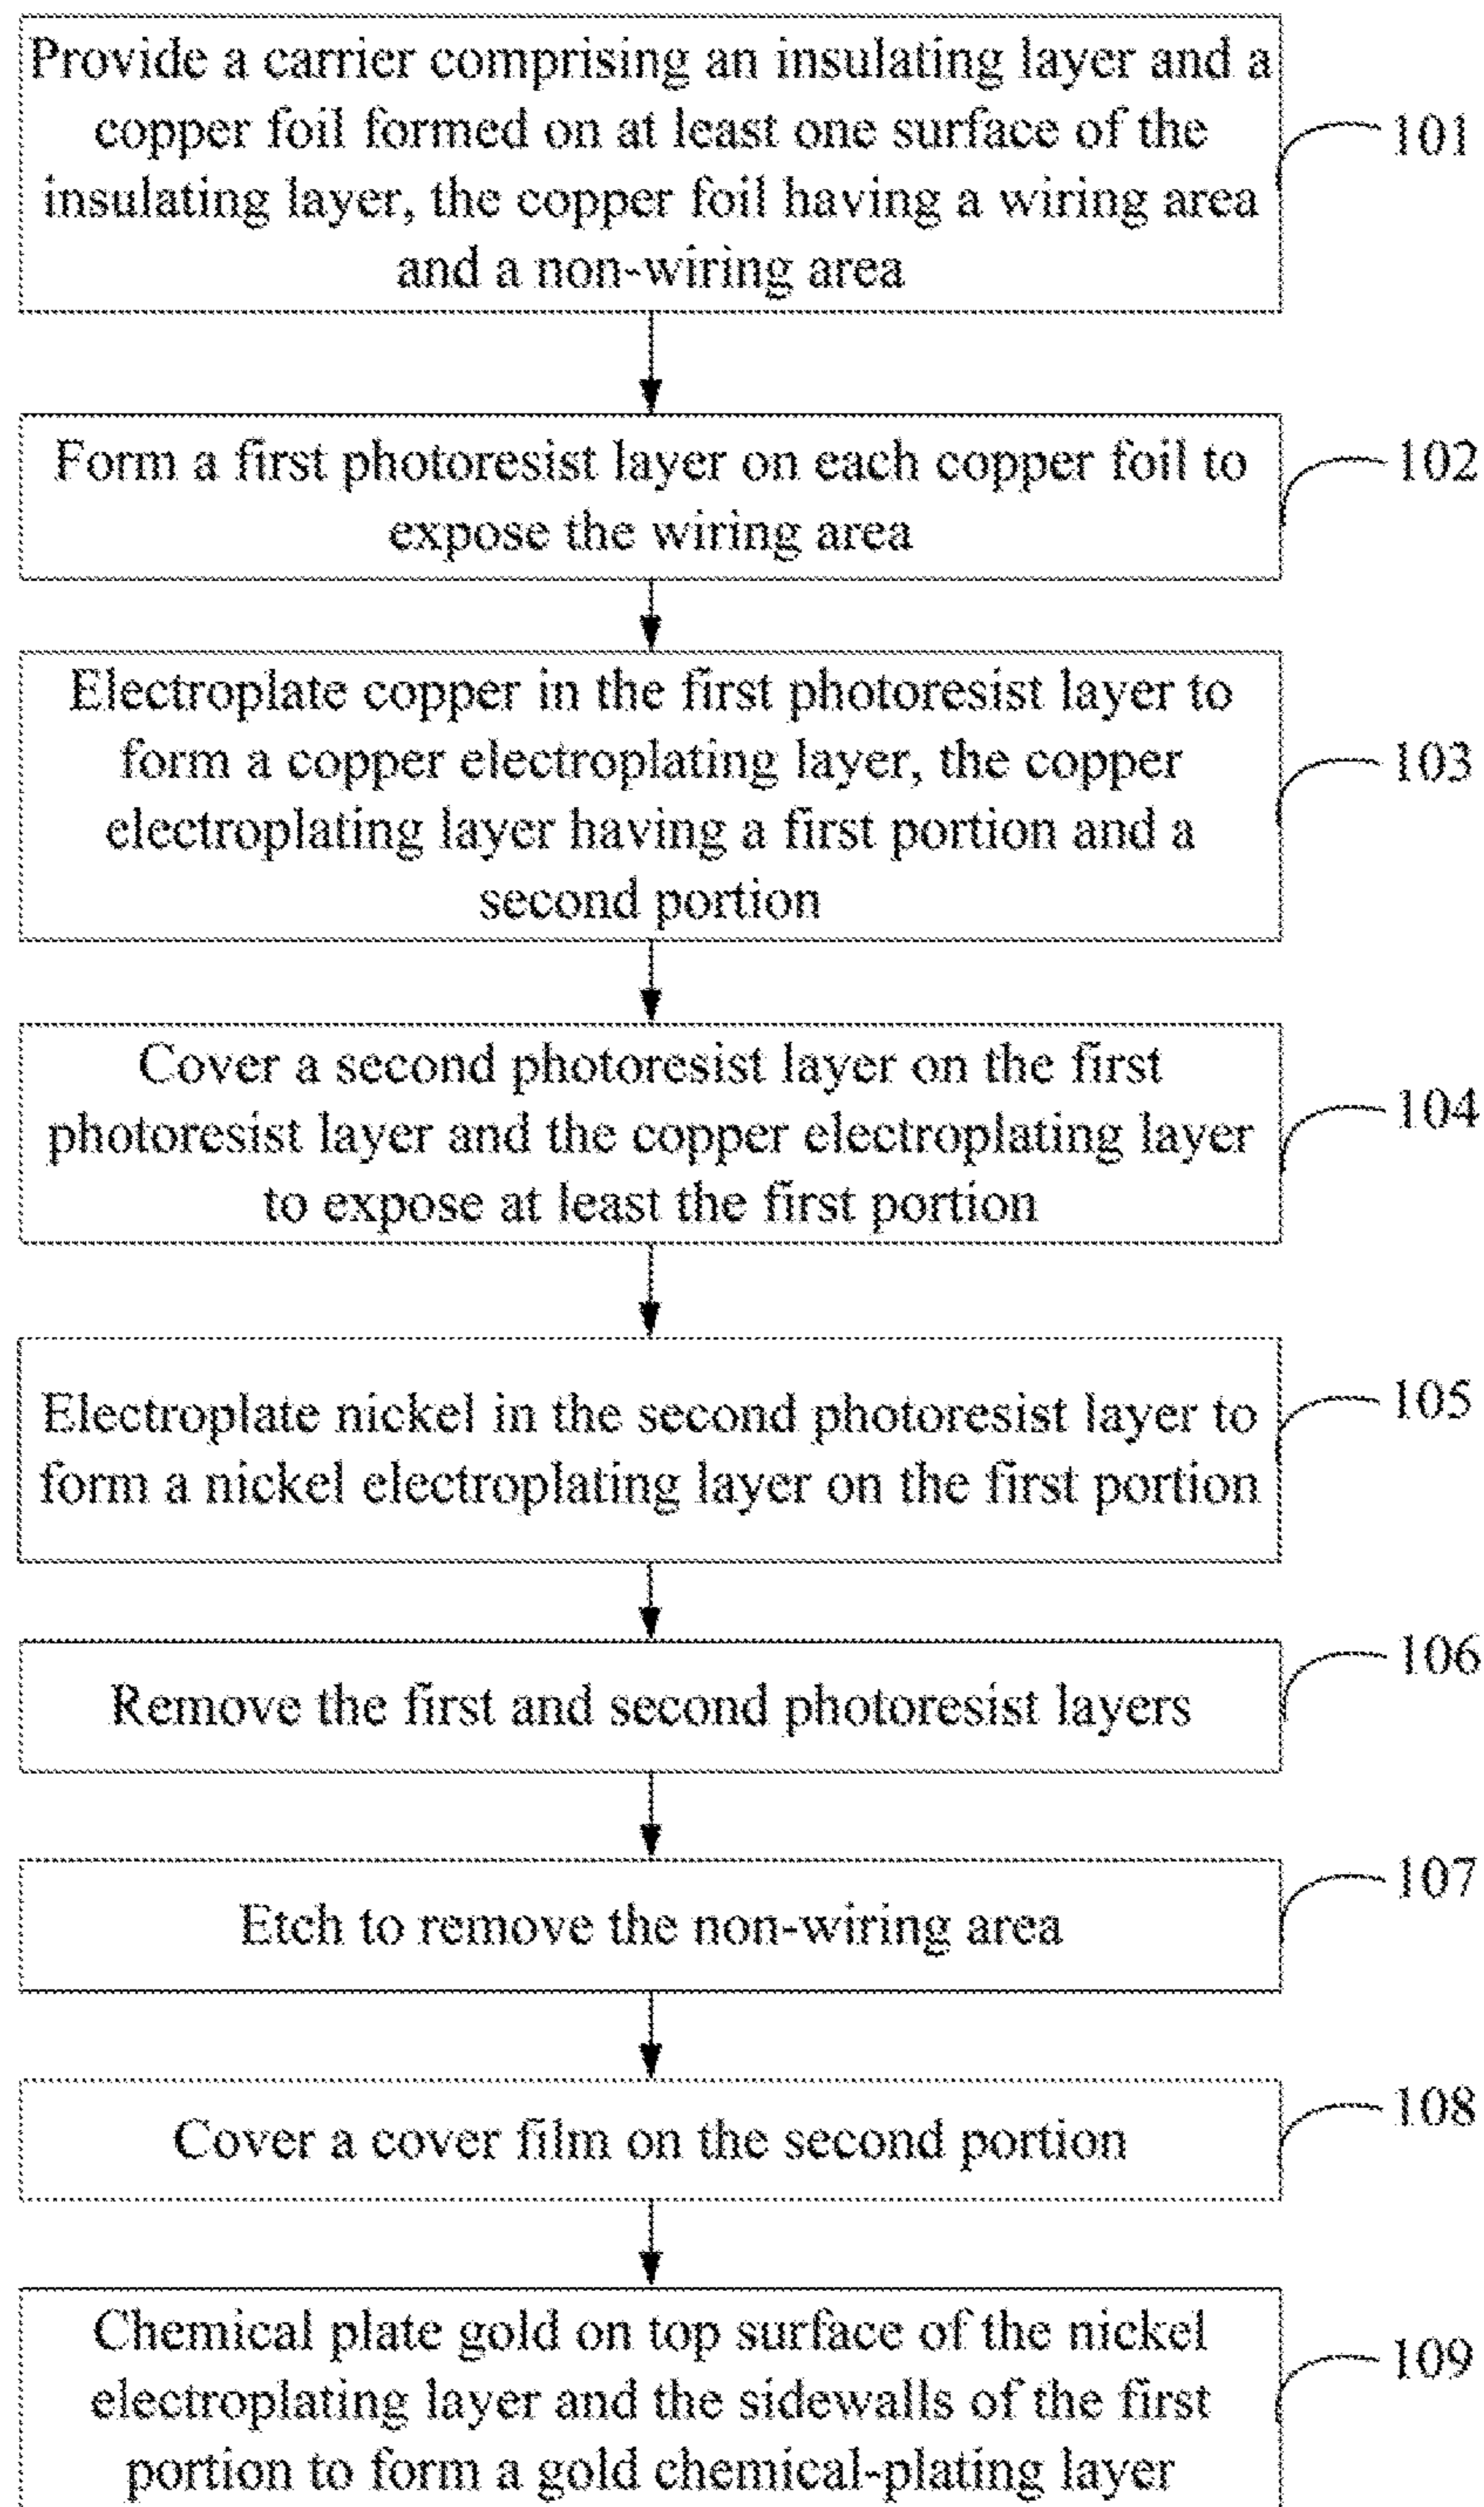 Provide a carrier comprising an insulating layer and a
copper foil formed on at least one surface of the
insulating layer, the copper foil having a wiring area
and a non-wiring area
101
Form a first photoresist layer on each copper foil to
expose the wiring area
102
Electroplate copper in the first photoresist layer to
form a copper electroplating layer, the copper
electroplating layer having a first portion and a
second portion
103
Cover a second photoresist layer on the first
photoresist layer and the copper electroplating layer
to expose at least the first portion
104
Electroplate nickel in the second photoresist layer to
form a nickel electroplating layer on the first portion
105
Remove the first and second photoresist layers
106
Etch to remove the non-wiring area
107
Cover a cover film on the second portion
108
Chemical plate gold on top surface of the nickel
electroplating layer and the sidewalls of the first
portion to form a gold chemical-plating layer
109